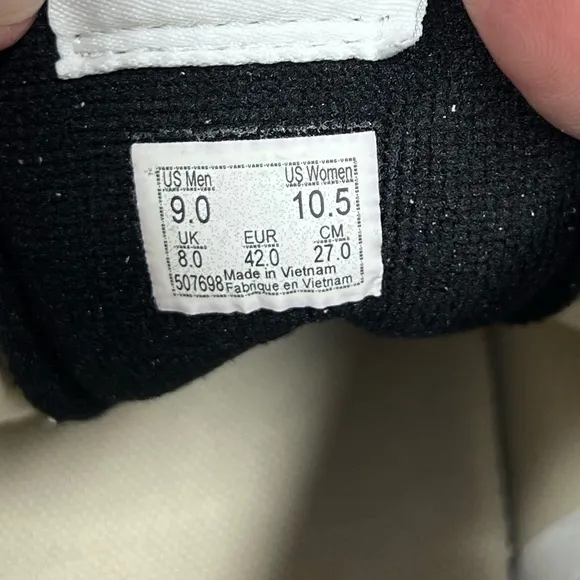 US Men US Women
9.0 10.5
UK EUR CM
8.0 42.0 27.0
507698 Made in Vietnam
Fabrique en Vietnam